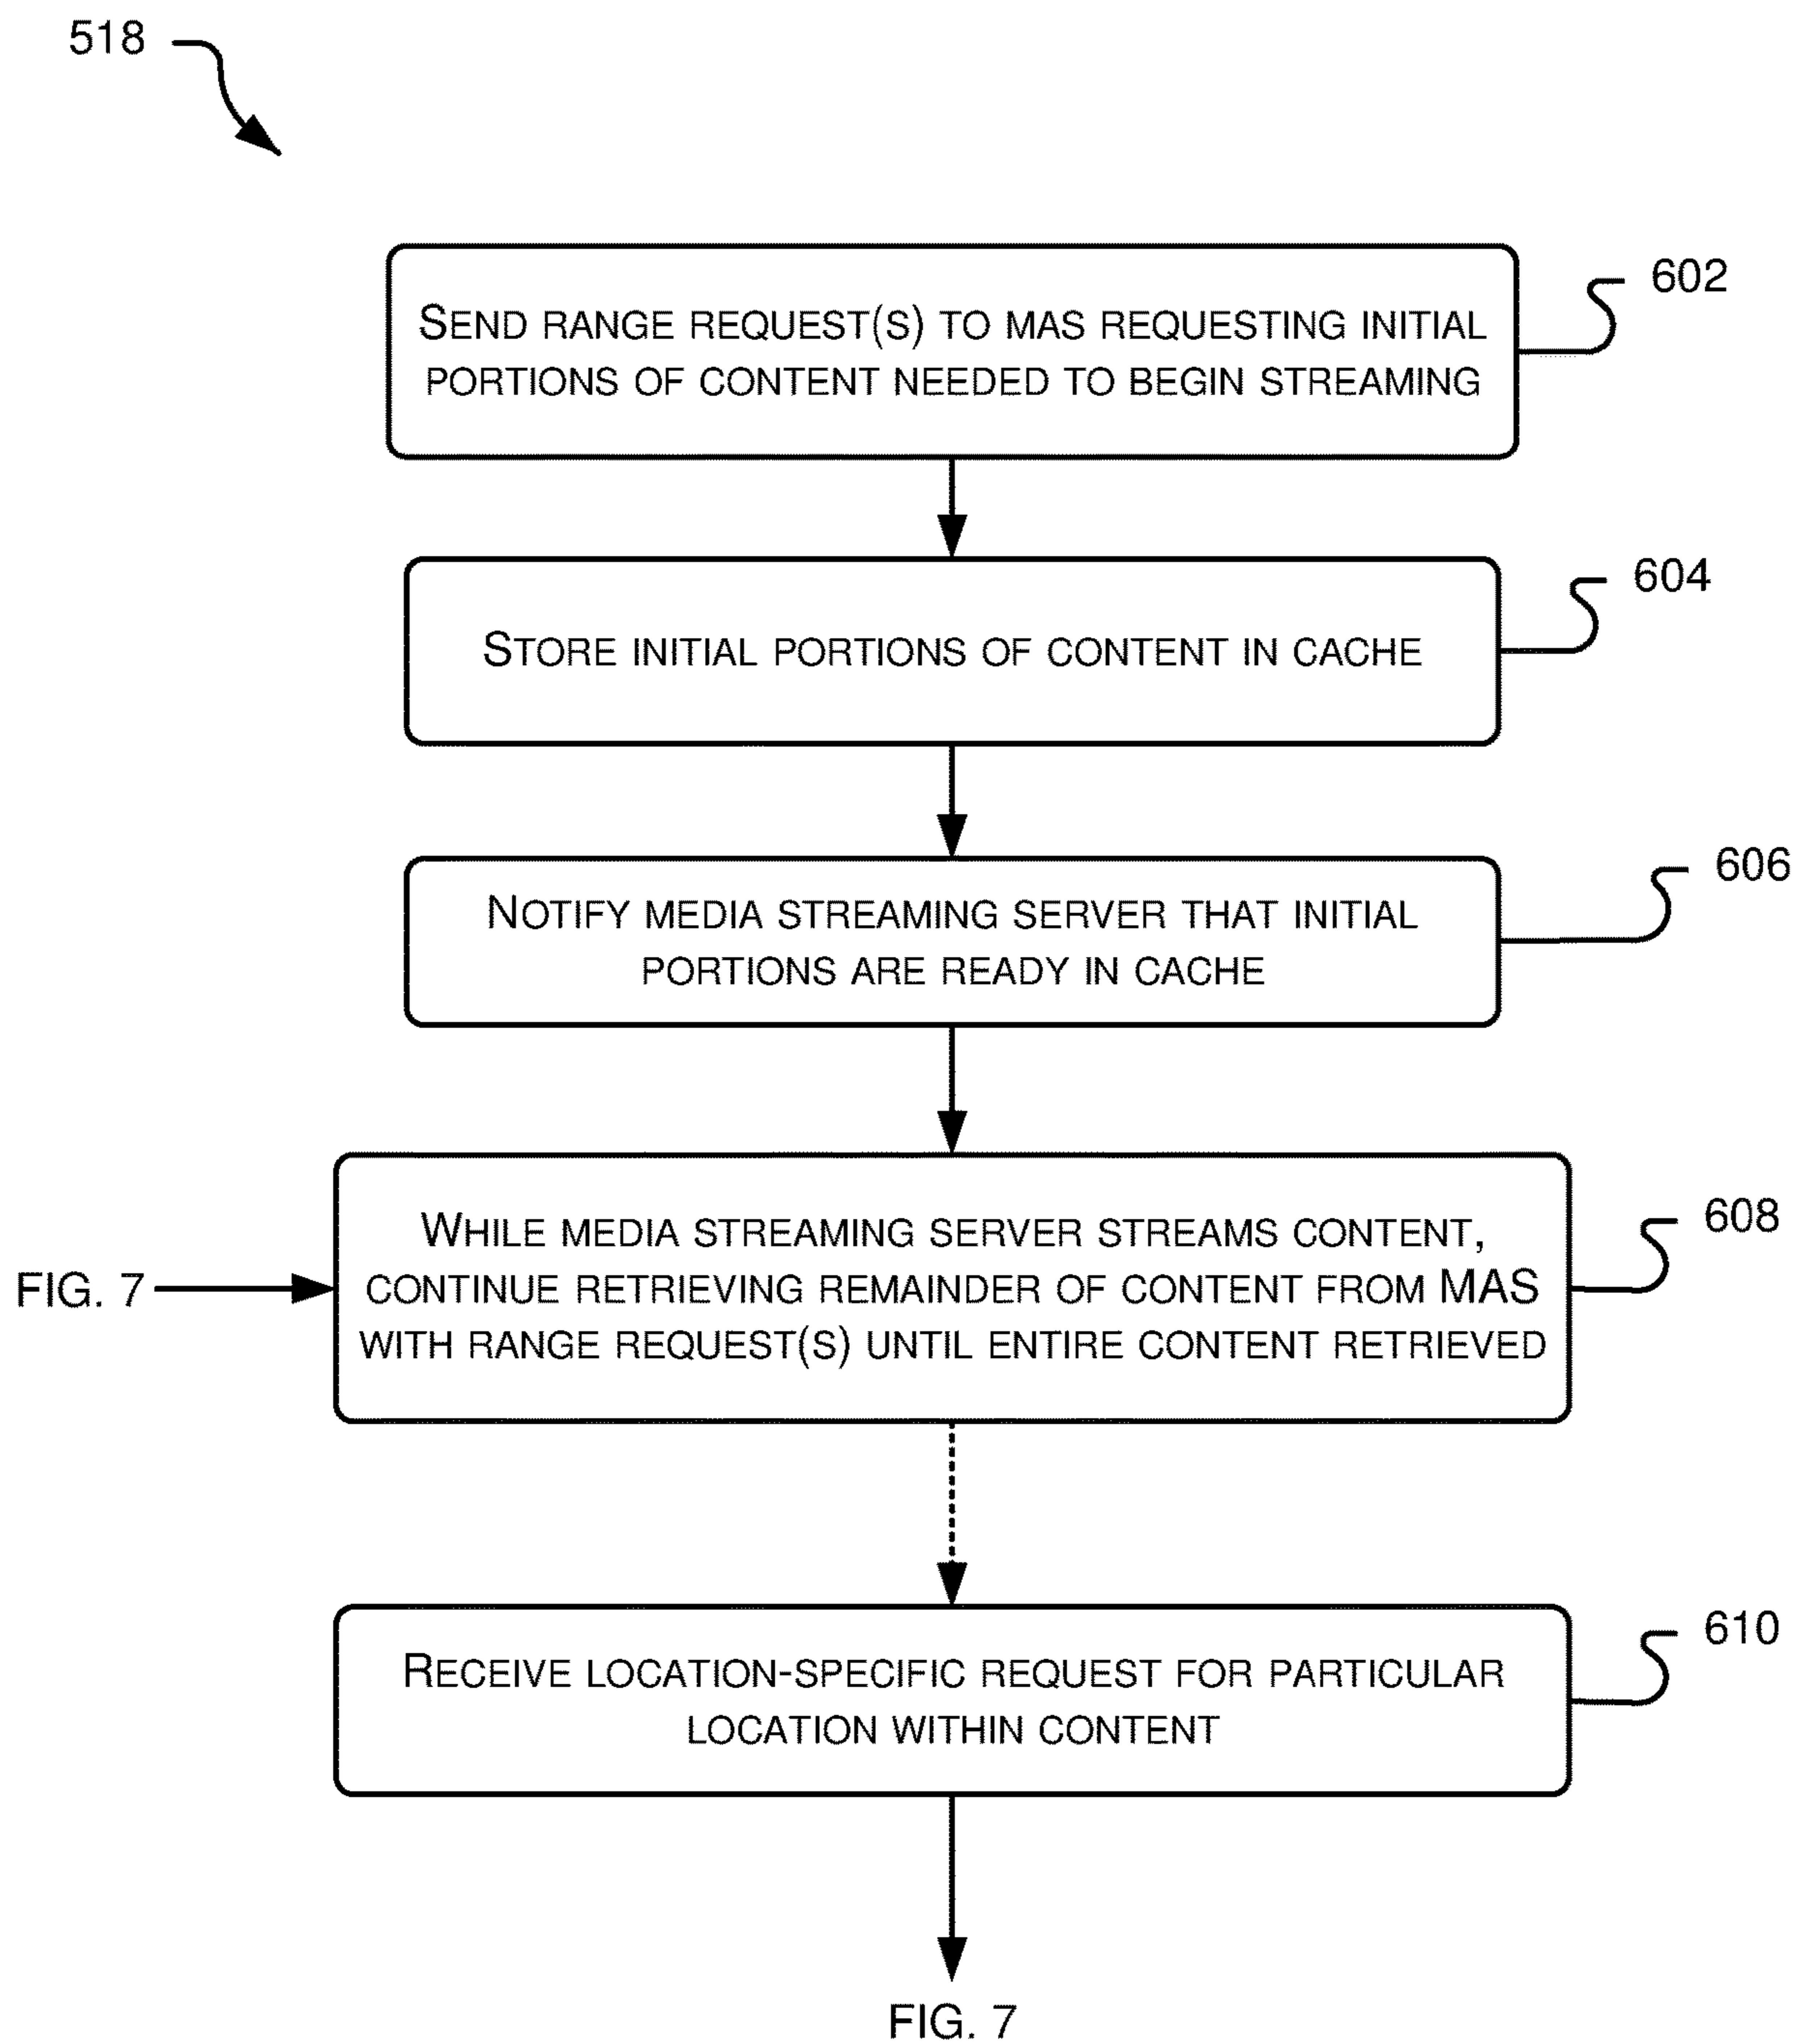 518
602
SEND RANGE REQUEST(S) TO MAS REQUESTING INITIAL
PORTIONS OF CONTENT NEEDED TO BEGIN STREAMING
604
STORE INITIAL PORTIONS OF CONTENT IN CACHE
606
NOTIFY MEDIA STREAMING SERVER THAT INITIAL
PORTIONS ARE READY IN CACHE
608
WHILE MEDIA STREAMING SERVER STREAMS CONTENT,
CONTINUE RETRIEVING REMAINDER OF CONTENT FROM MAS
WITH RANGE REQUEST(S) UNTIL ENTIRE CONTENT RETRIEVED
FIG. 7
610
RECEIVE LOCATION-SPECIFIC REQUEST FOR PARTICULAR
LOCATION WITHIN CONTENT
FIG. 7